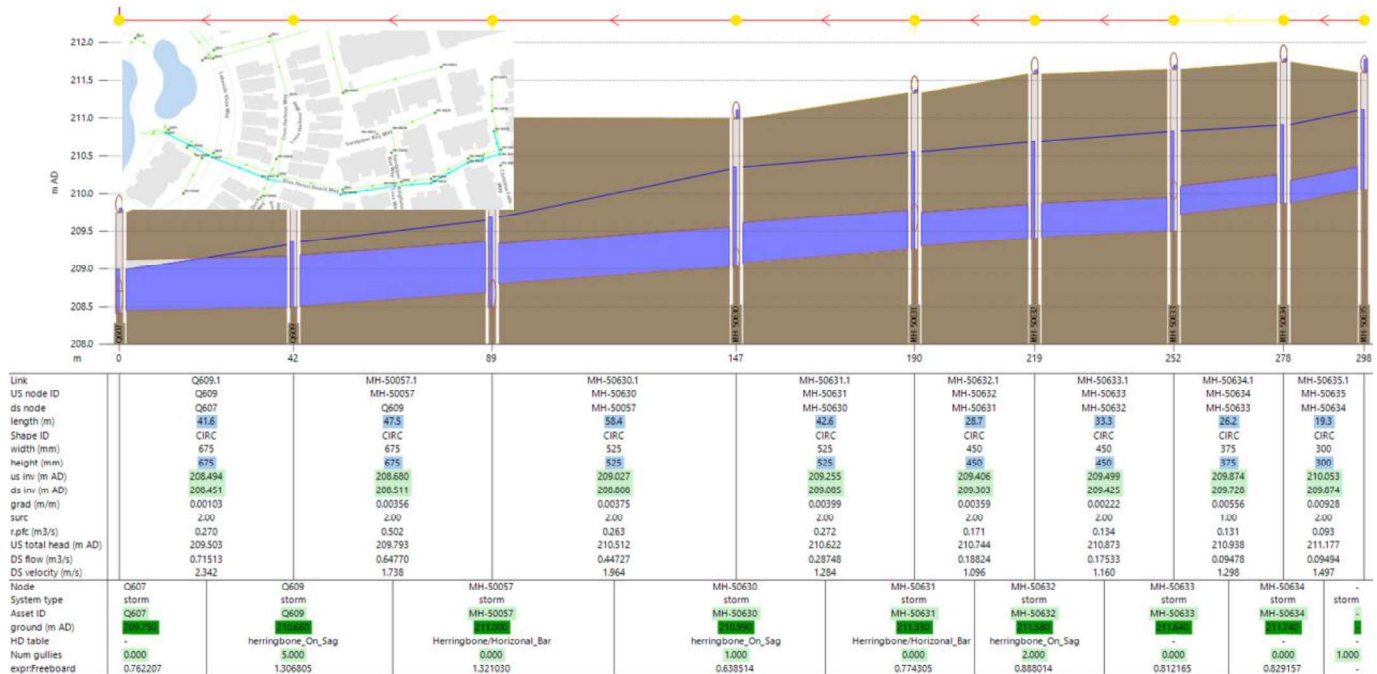 212.0
211.5
211.0
210.5
210.0
209.5
209.0
208.5
208.0
m AD
Q607
Q609
MH-50630
MH-50631
MH-50632
MH-50633
MH-50634
MH-50635
m 0 42 89 147 190 219 252 278 298
Link Q609.1 MH-50057.1 MH-50630.1 MH-50631.1 MH-50632.1 MH-50633.1 MH-50634.1 MH-50635.1
US node ID Q609 MH-50057 MH-50630 MH-50631 MH-50632 MH-50633 MH-50634 MH-50635
ds node Q607 Q609 MH-50057 MH-50630 MH-50631 MH-50632 MH-50633 MH-50634
length (m) 41.6 47.5 58.4 42.6 28.7 33.3 26.2 19.3
Shape ID CIRC CIRC CIRC CIRC CIRC CIRC CIRC CIRC
width (mm) 675 675 525 525 450 450 375 300
height (mm) 675 675 525 525 450 450 375 300
us inv (m AD) 208.494 208.680 209.027 209.255 209.406 209.499 209.874 210.053
ds inv (m AD) 208.451 208.511 208.808 209.085 209.303 209.425 209.728 209.874
grad (m/m) 0.00103 0.00356 0.00375 0.00399 0.00359 0.00222 0.00556 0.00928
surc 2.00 2.00 2.00 2.00 2.00 2.00 1.00 2.00
r.pfc (m3/s) 0.270 0.502 0.263 0.272 0.171 0.134 0.131 0.093
US total head (m AD) 209.503 209.793 210.512 210.622 210.744 210.873 210.938 211.177
DS flow (m3/s) 0.71513 0.64770 0.44727 0.28748 0.18824 0.17533 0.09478 0.09494
DS velocity (m/s) 2.342 1.738 1.964 1.284 1.096 1.160 1.298 1.497
Node Q607 Q609 MH-50057 MH-50630 MH-50631 MH-50632 MH-50633 MH-50634 -
System type storm storm storm storm storm storm storm storm storm
Asset ID Q607 Q609 MH-50057 MH-50630 MH-50631 MH-50632 MH-50633 MH-50634 -
ground (m AD) 209.750 210.660 211.000 210.990 211.330 211.580 211.640 211.740
HD table - herringbone_On_Sag Herringbone/Horizonal_Bar herringbone_On_Sag Herringbone/Horizonal_Bar herringbone_On_Sag - - -
Num gullies 0.000 5.000 0.000 1.000 0.000 2.000 0.000 0.000 1.000
expr:Freeboard 0.762207 1.306805 1.321030 0.638514 0.774305 0.888014 0.812165 0.829157 -